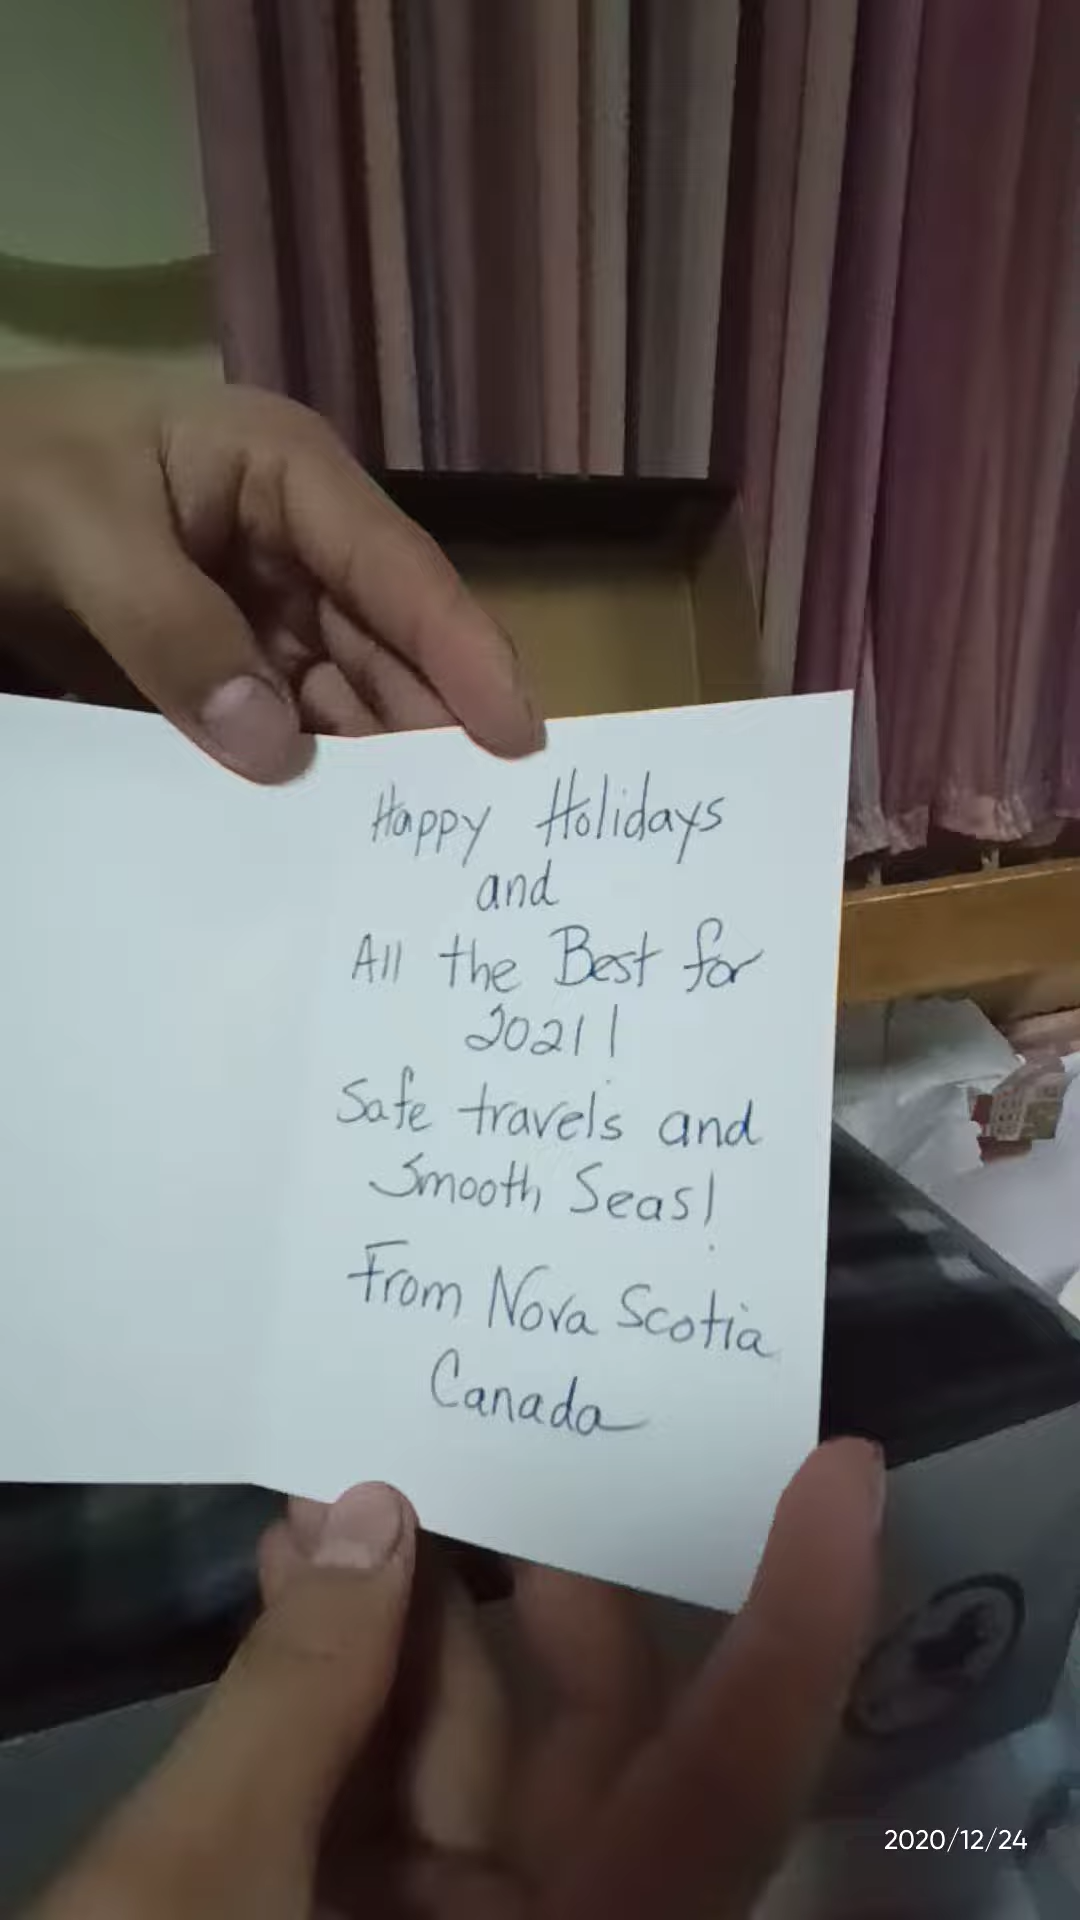 Happy Holidays
and
All the Best for
2021!
Safe travels and
Smooth Seas!
From Nova Scotia
Canada
2020/12/24